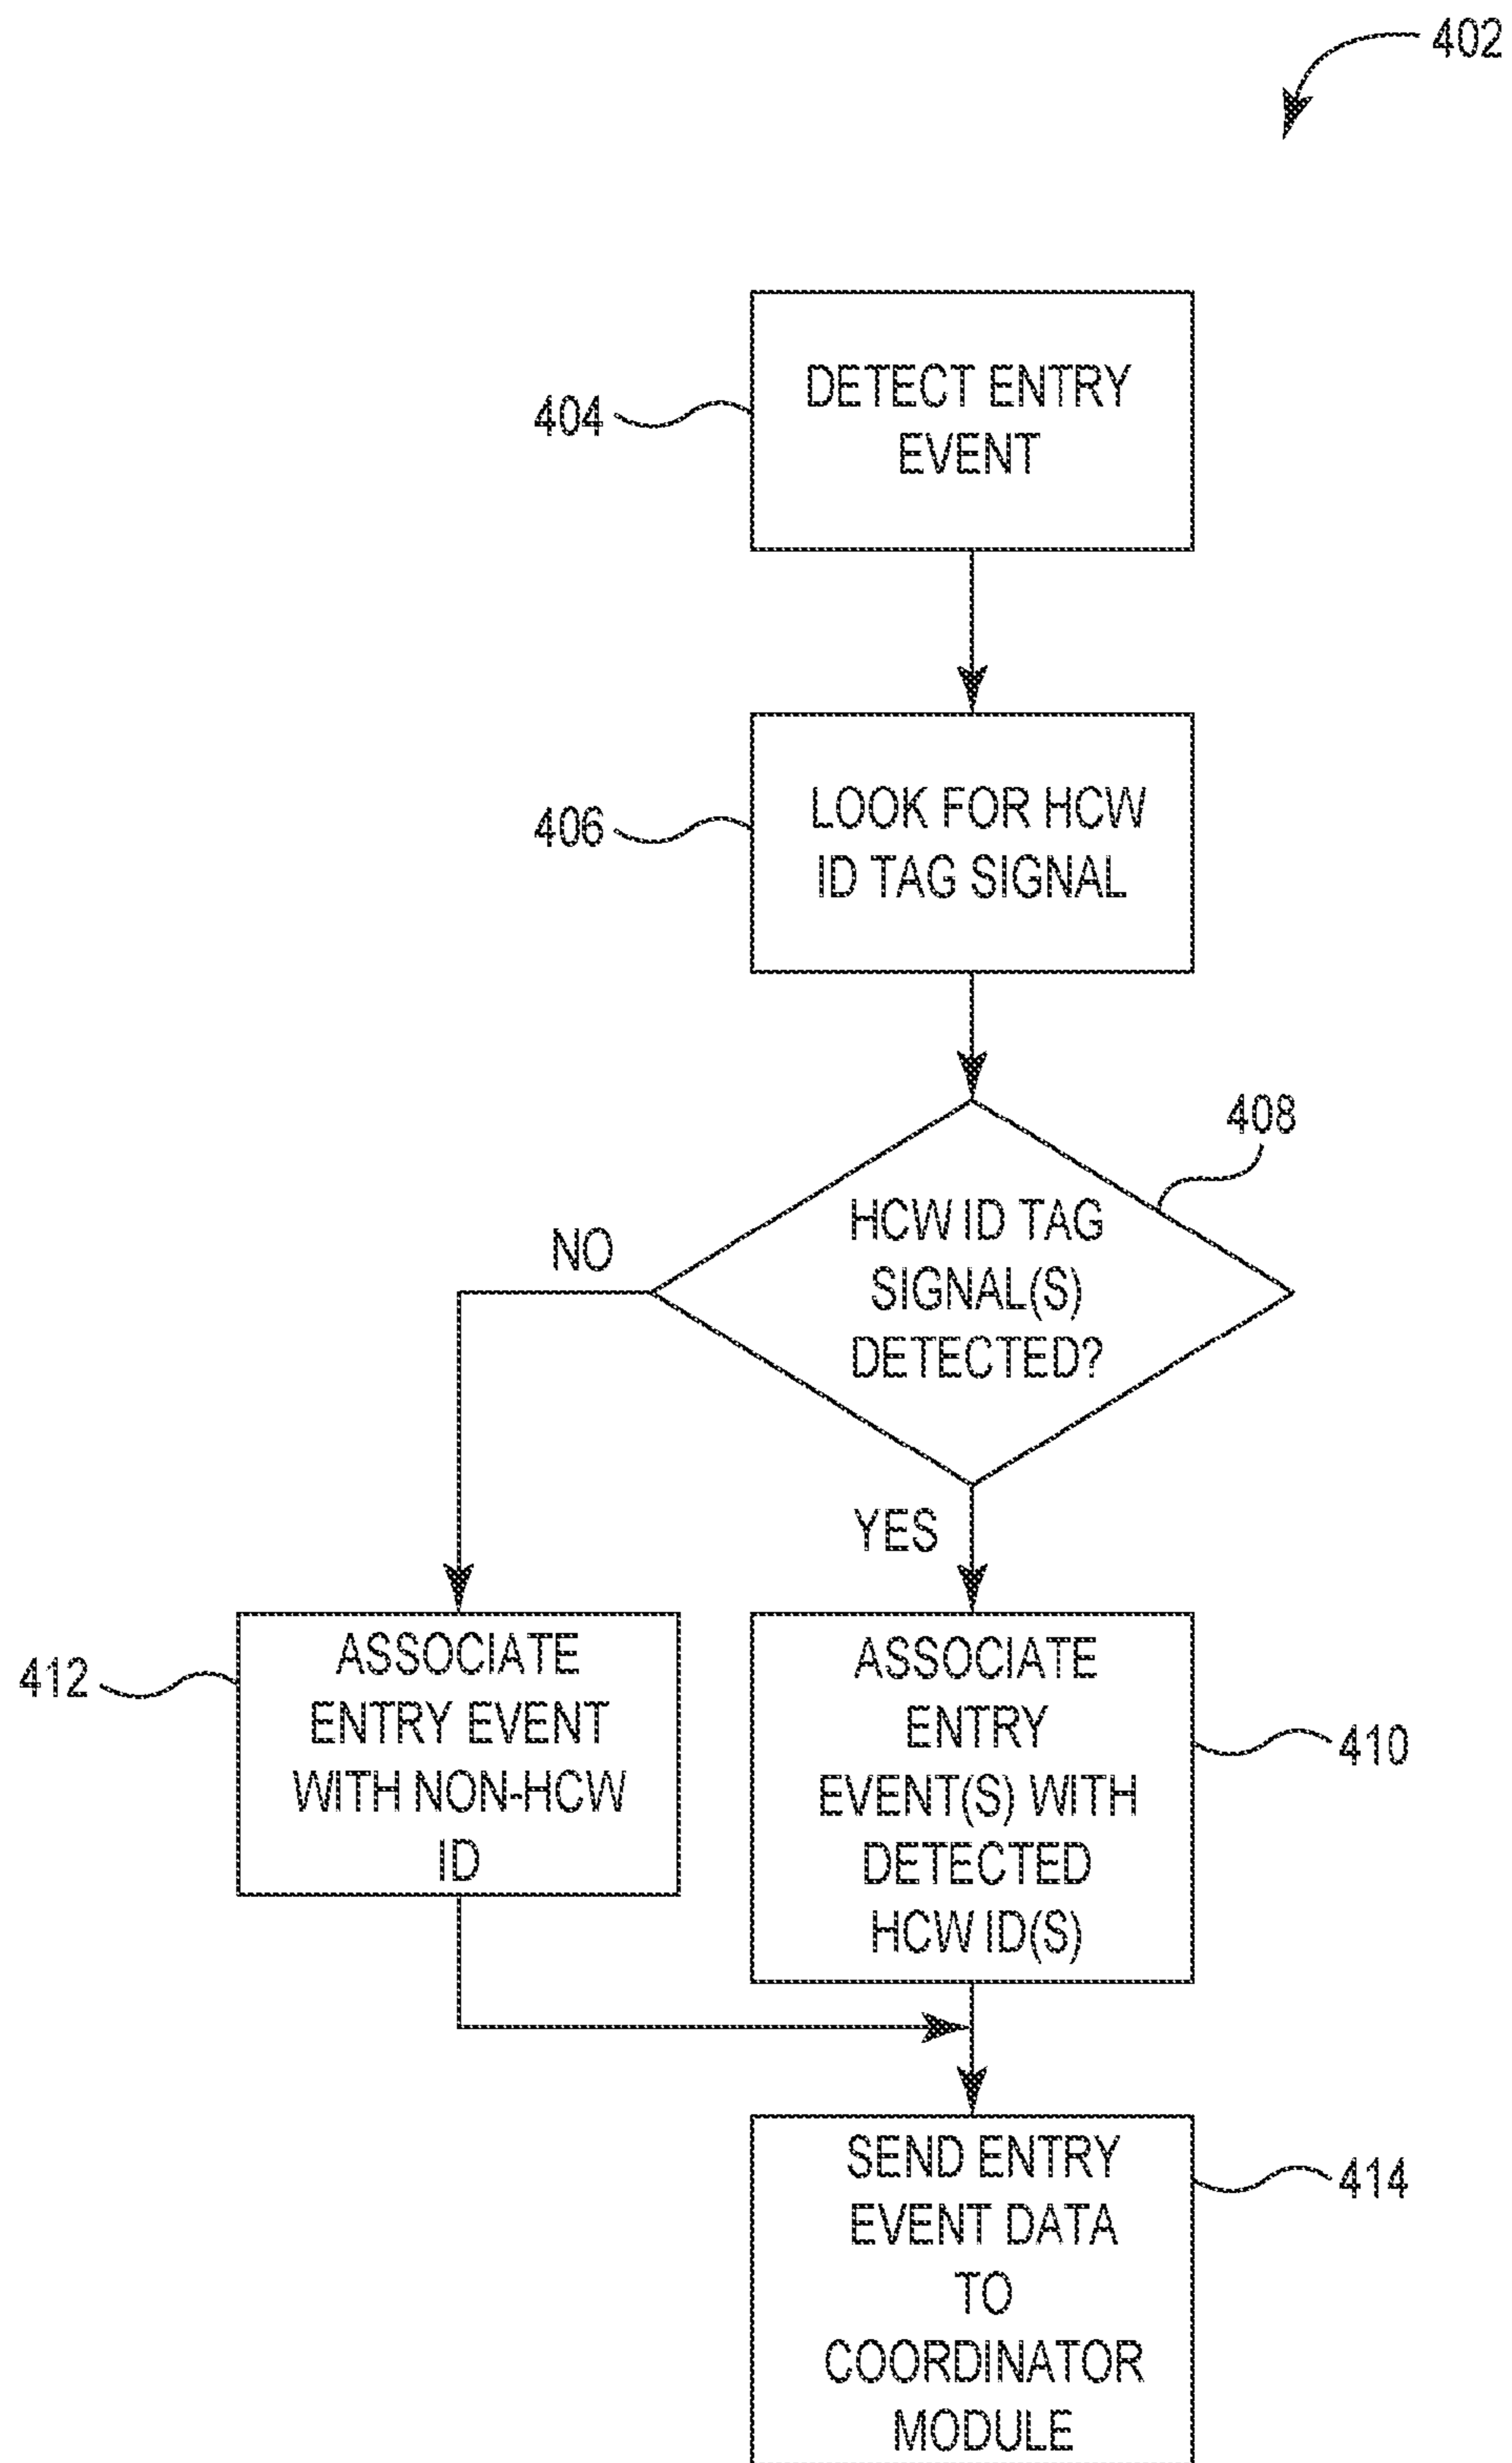 402
DETECT ENTRY
EVENT
404
LOOK FOR HCW
ID TAG SIGNAL
406
408
HCW ID TAG
SIGNAL(S)
DETECTED?
NO
YES
ASSOCIATE
ENTRY EVENT
WITH NON-HCW
ID
412
ASSOCIATE
ENTRY
EVENT(S) WITH
DETECTED
HCW ID(S)
410
SEND ENTRY
EVENT DATA
TO
COORDINATOR
MODULE
414